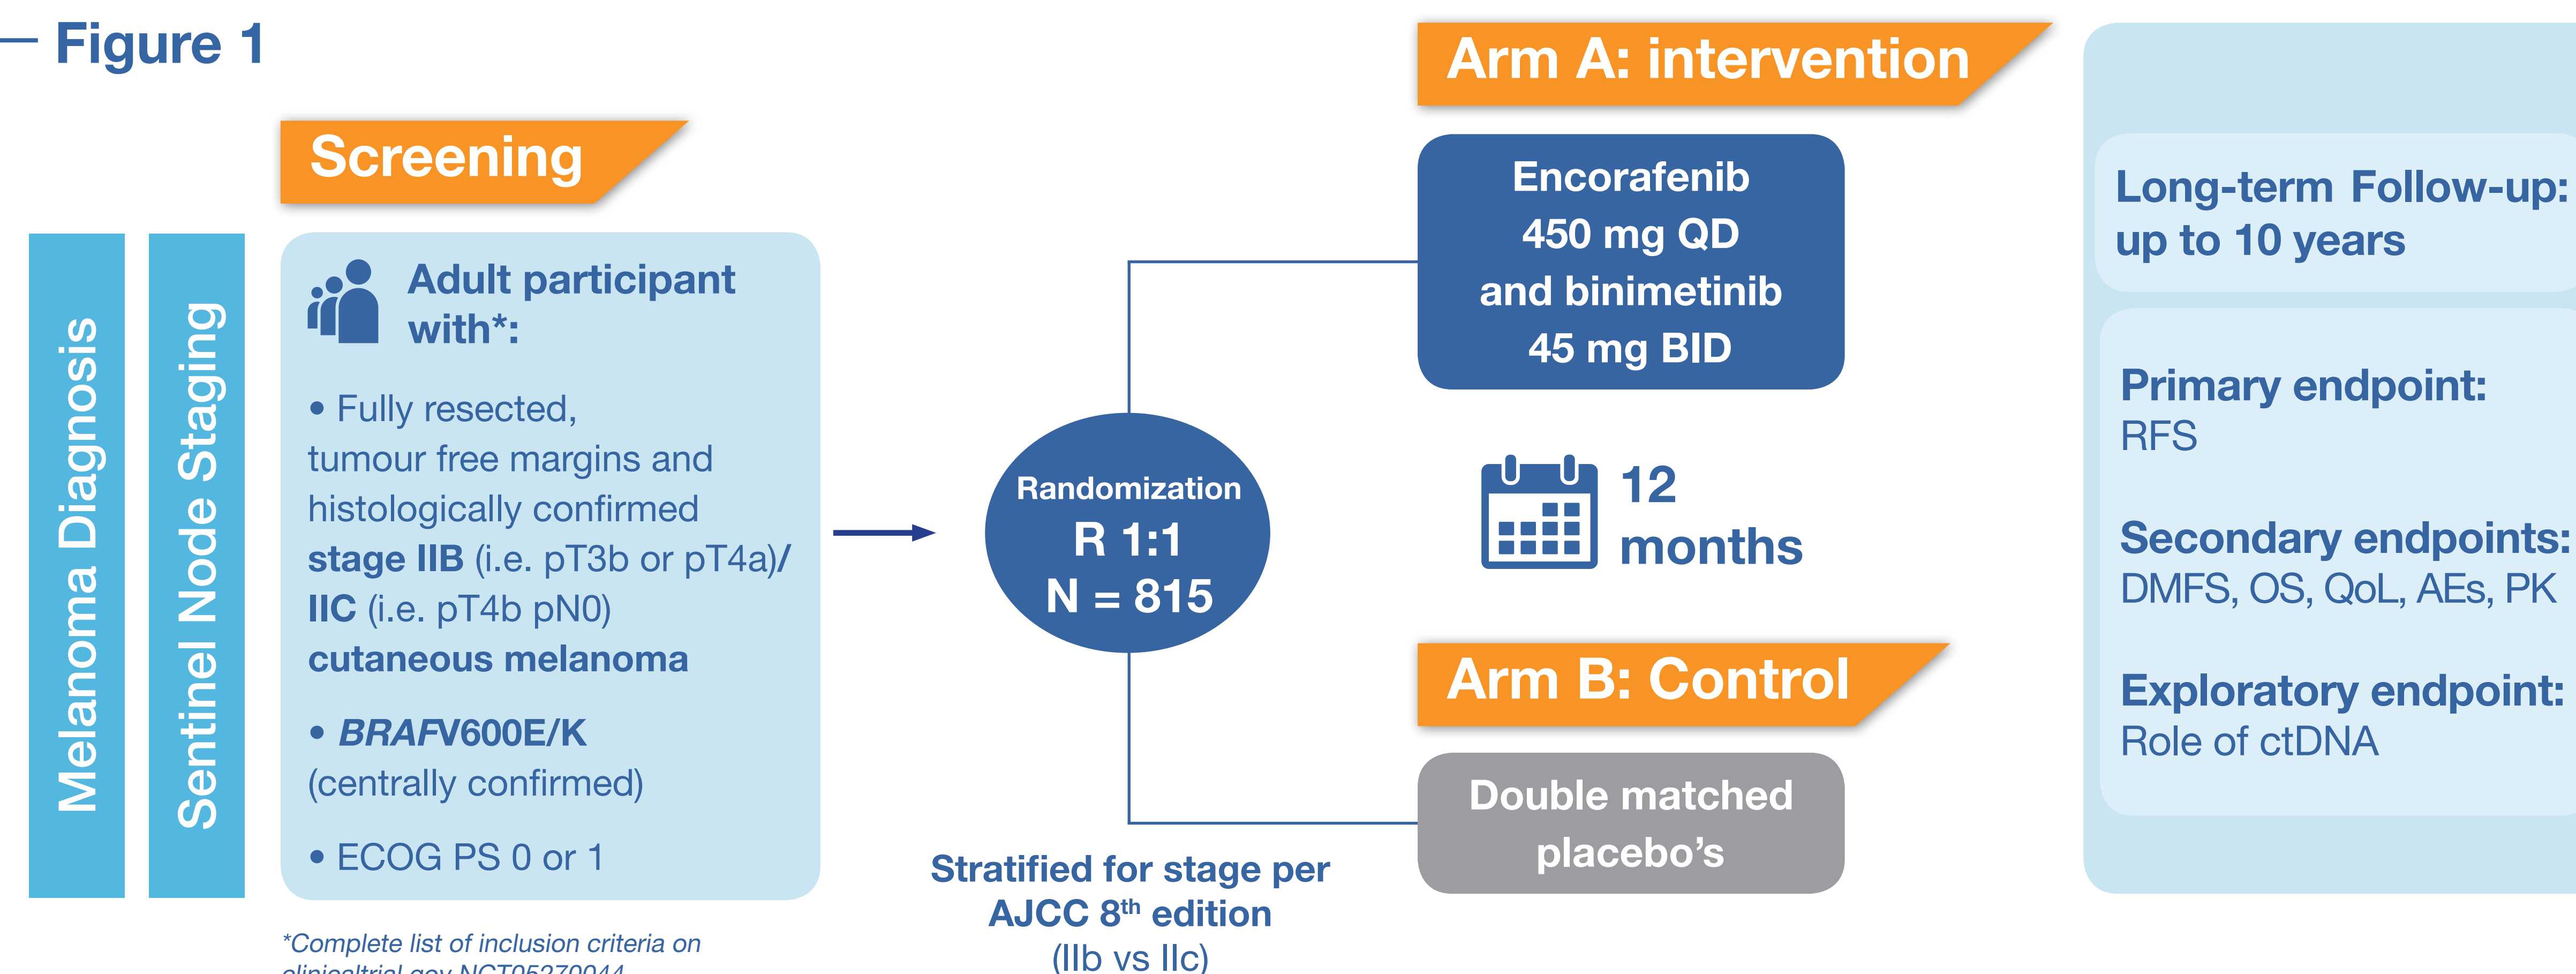 Figure 1
Melanoma Diagnosis
Sentinel Node Staging
Screening
Adult participant
with*:
• Fully resected,
tumour free margins and
histologically confirmed
stage IIB (i.e. pT3b or pT4a)/
IIC (i.e. pT4b pN0)
cutaneous melanoma
• BRAFV600E/K
(centrally confirmed)
• ECOG PS 0 or 1
*Complete list of inclusion criteria on
clinicaltrial.gov NCT05270044
Randomization
R 1:1
N = 815
Stratified for stage per
AJCC 8th edition
(IIb vs IIc)
Arm A: intervention
Encorafenib
450 mg QD
and binimetinib
45 mg BID
12
months
Arm B: Control
Double matched
placebo’s
Long-term Follow-up:
up to 10 years
Primary endpoint:
RFS
Secondary endpoints:
DMFS, OS, QoL, AEs, PK
Exploratory endpoint:
Role of ctDNA